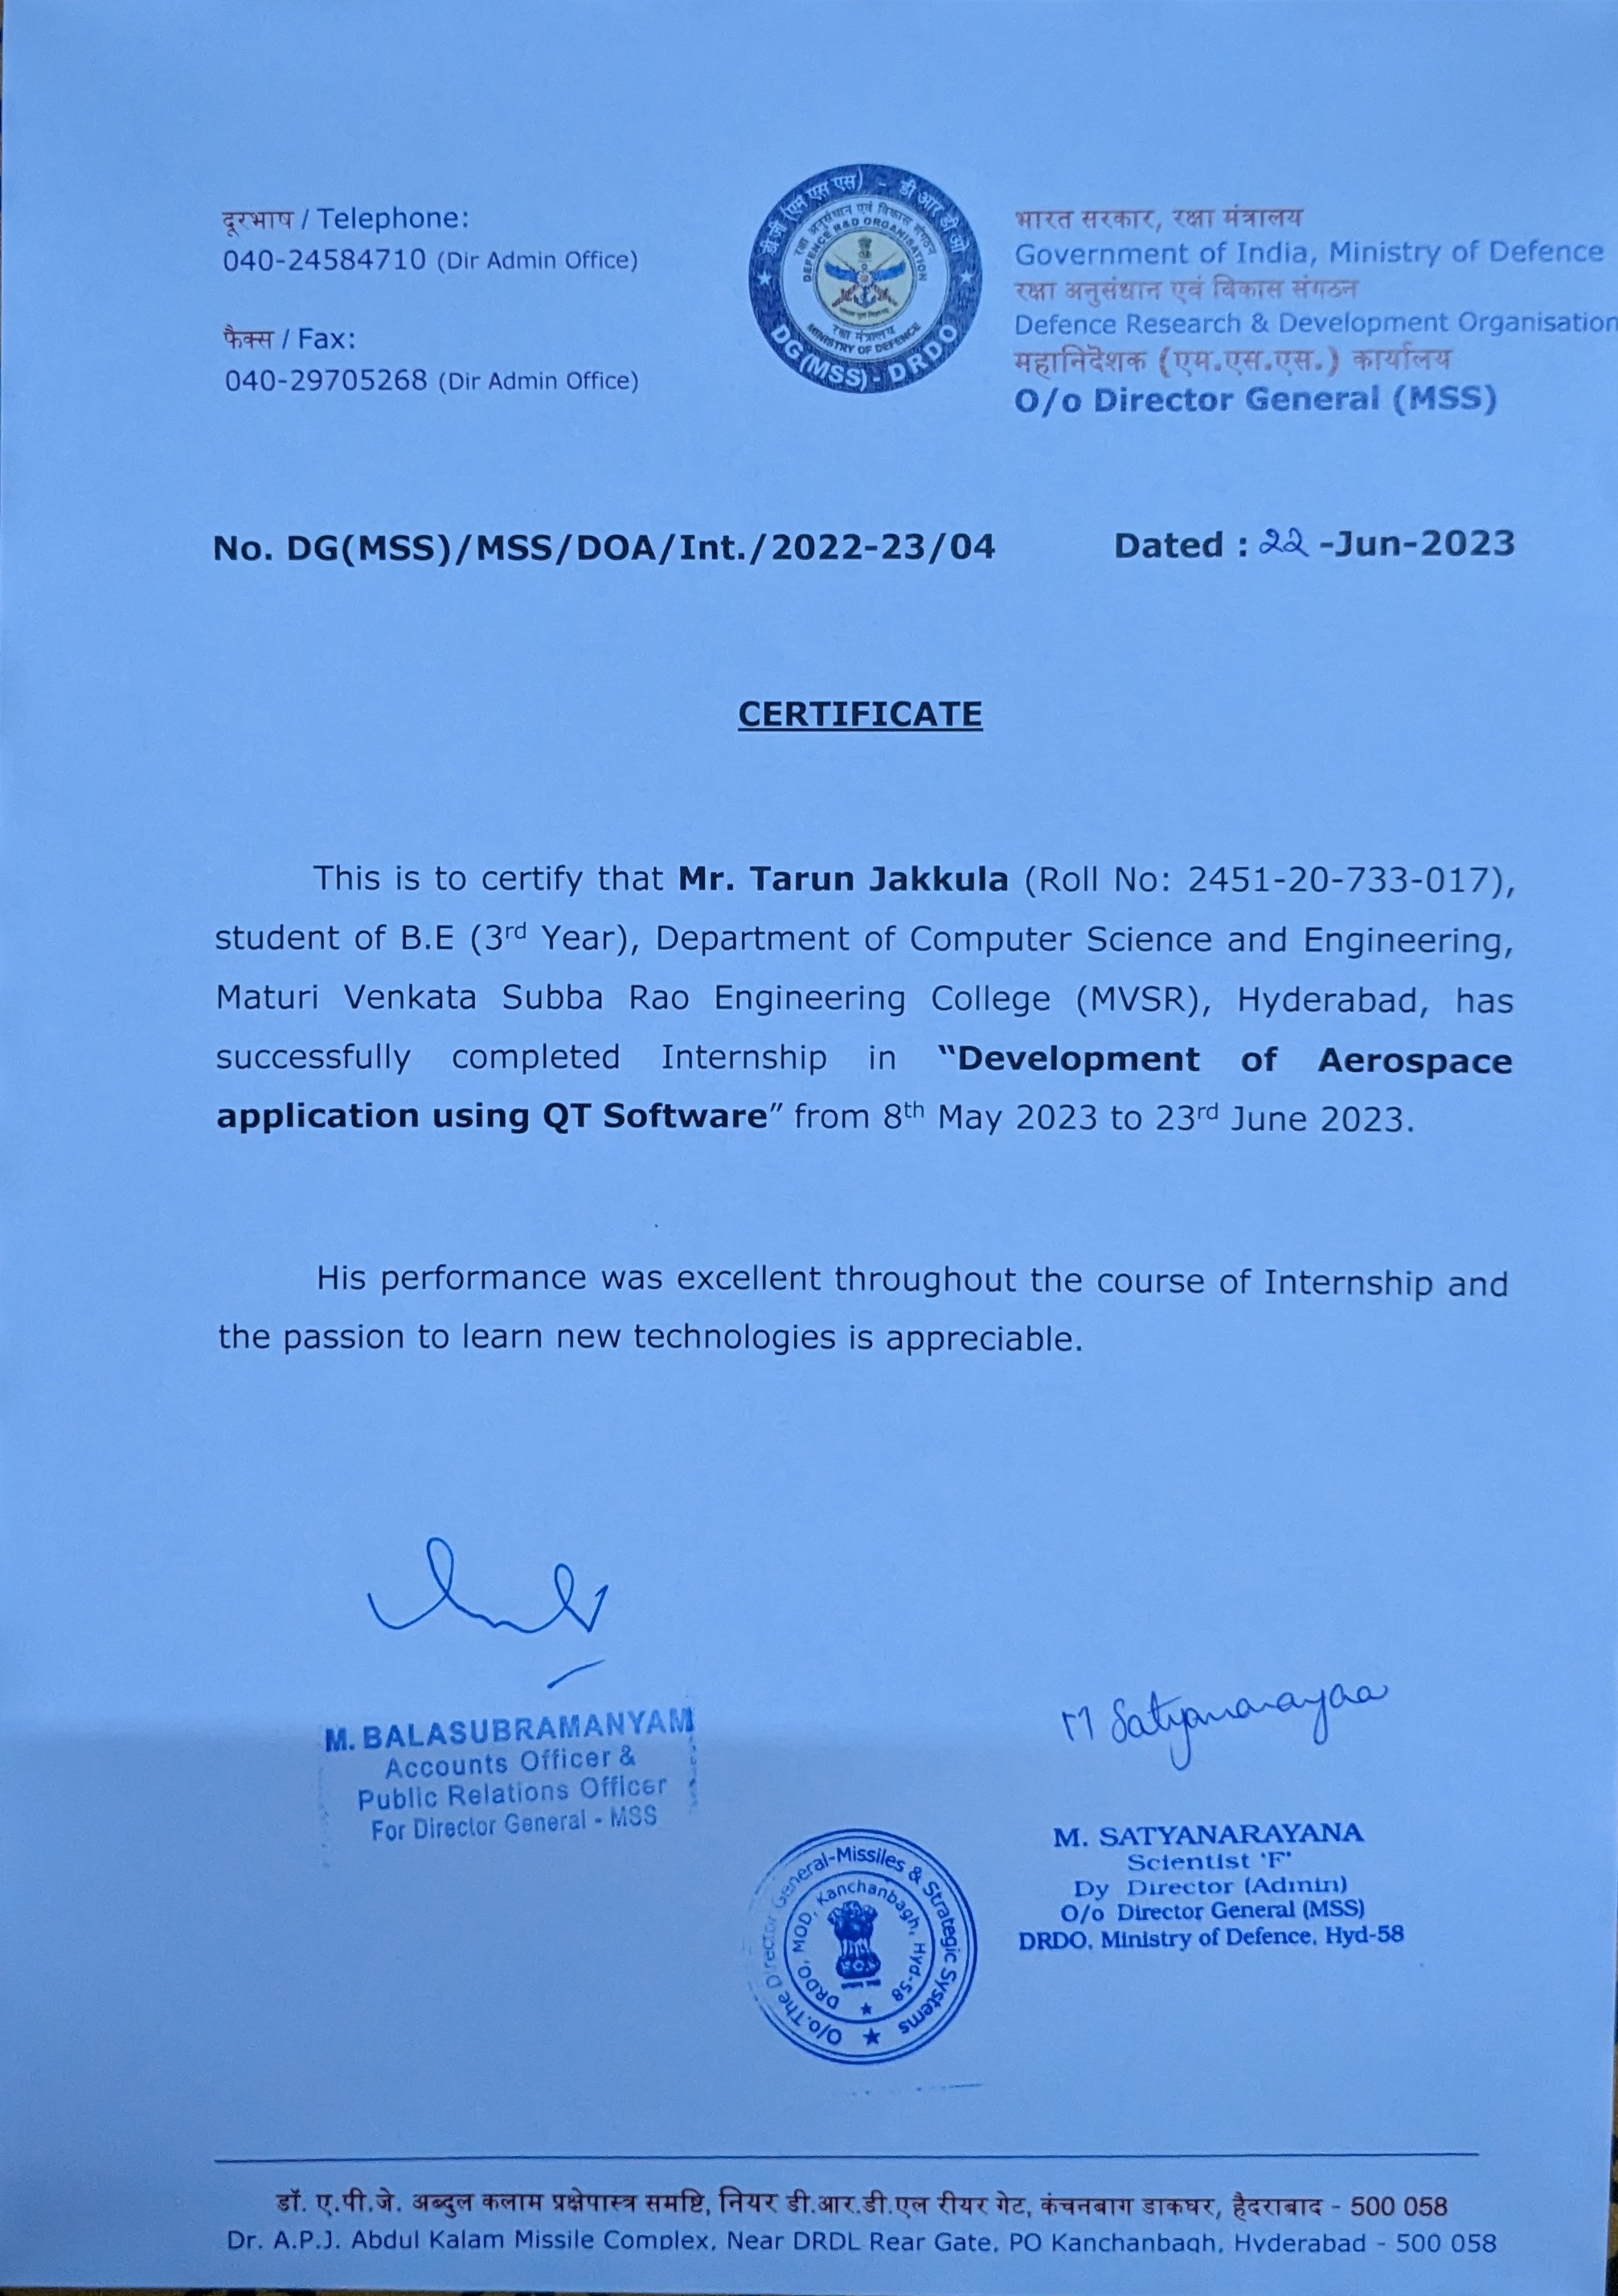 दूरभाष / Telephone:
040-24584710 (Dir Admin Office)
फैक्स / Fax:
040-29705268 (Dir Admin Office)
डी जी (एम एस एस) - डी आर डी ओ
रक्षा अनुसंधान एवं विकास संगठन
DEFENCE R&D ORGANISATION
रक्षा मंत्रालय
MINISTRY OF DEFENCE
DG(MSS)-DRDO
भारत सरकार, रक्षा मंत्रालय
Government of India, Ministry of Defence
रक्षा अनुसंधान एवं विकास संगठन
Defence Research & Development Organisation
महानिदेशक (एम.एस.एस.) कार्यालय
O/o Director General (MSS)
No. DG(MSS)/MSS/DOA/Int./2022-23/04 Dated : 22 -Jun-2023
CERTIFICATE
This is to certify that Mr. Tarun Jakkula (Roll No: 2451-20-733-017),
student of B.E (3rd Year), Department of Computer Science and Engineering,
Maturi Venkata Subba Rao Engineering College (MVSR), Hyderabad, has
successfully completed Internship in “Development of Aerospace
application using QT Software” from 8th May 2023 to 23rd June 2023.
His performance was excellent throughout the course of Internship and
the passion to learn new technologies is appreciable.
M. BALASUBRAMANYAM
Accounts Officer &
Public Relations Officer
For Director General - MSS
M Satyanarayana
M. SATYANARAYANA
Scientist 'F'
Dy Director (Admin)
O/o Director General (MSS)
DRDO, Ministry of Defence, Hyd-58
O/o.The Director General-Missiles & Strategic Systems
DRDO, MOD, Kanchanbagh, Hyd-58
डॉ. ए.पी.जे. अब्दुल कलाम प्रक्षेपास्त्र समष्टि, नियर डी.आर.डी.एल रीयर गेट, कंचनबाग डाकघर, हैदराबाद - 500 058
Dr. A.P.J. Abdul Kalam Missile Complex, Near DRDL Rear Gate, PO Kanchanbagh, Hyderabad - 500 058